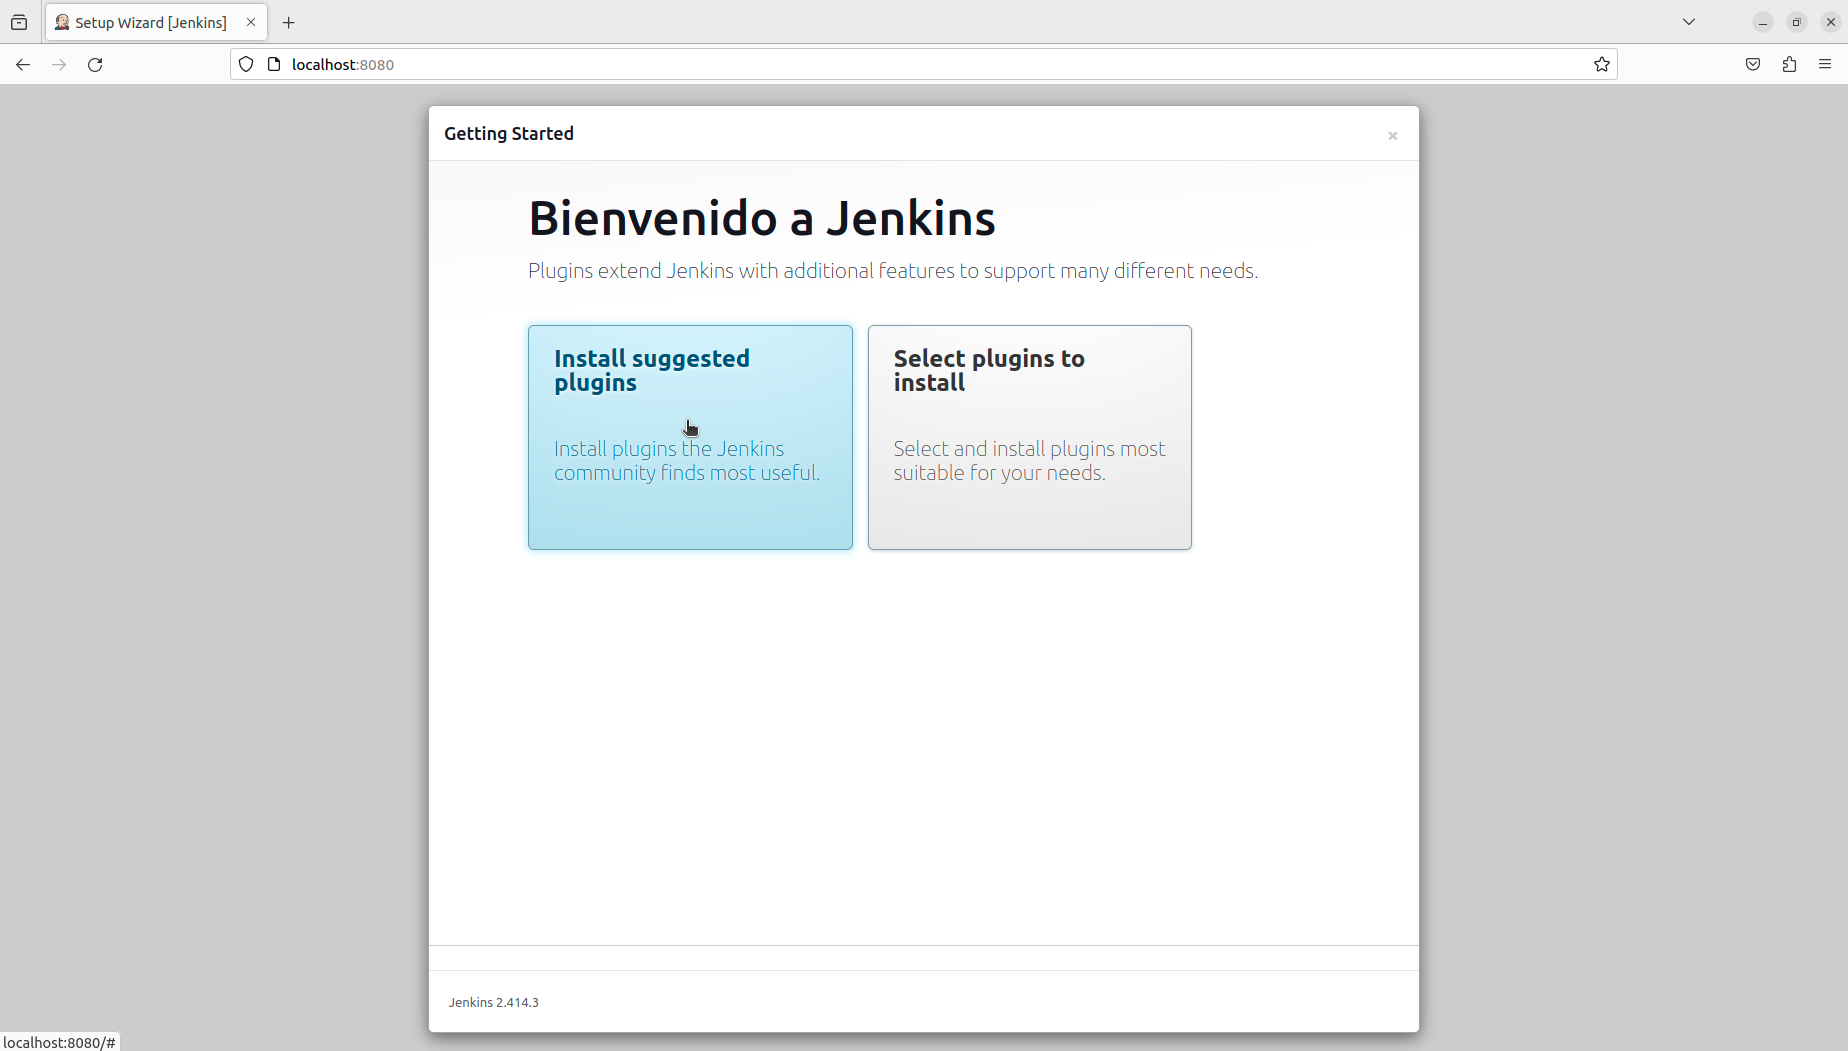 Setup Wizard [Jenkins]
localhost:8080
Getting Started
Bienvenido a Jenkins
Plugins extend Jenkins with additional features to support many different needs.
Install suggested
plugins
Install plugins the Jenkins
community finds most useful.
Select plugins to
install
Select and install plugins most
suitable for your needs.
Jenkins 2.414.3
localhost:8080/#